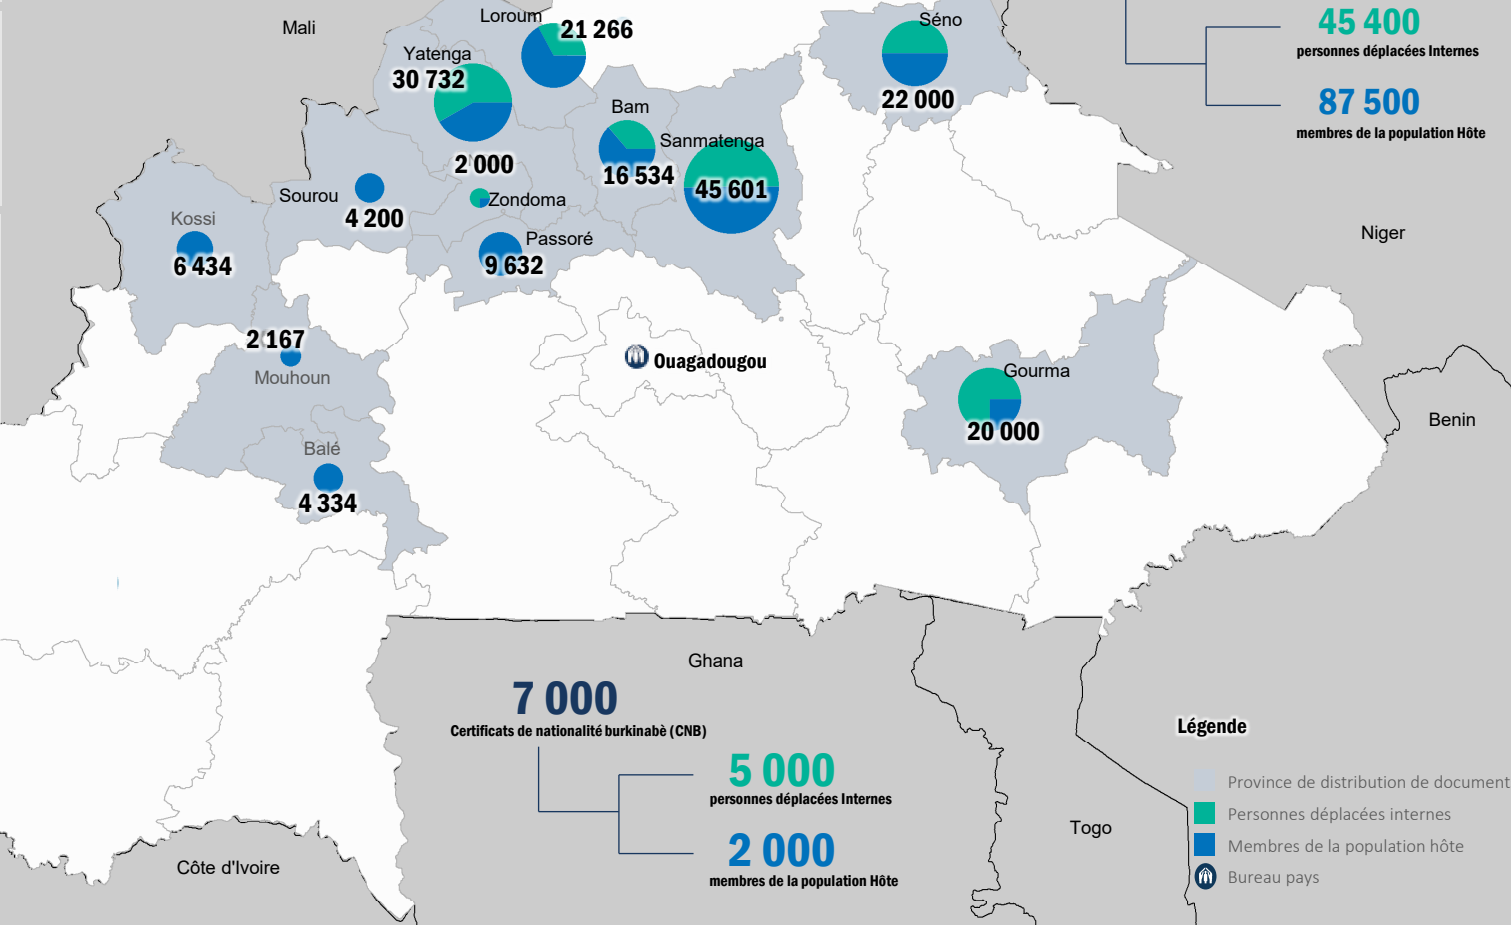 Mali
Loroum
21 266
Séno
45 400
personnes déplacées Internes
Yatenga
30 732
22 000
87 500
membres de la population Hôte
Bam
Sanmatenga
2 000
16 534
45 601
Sourou
Zondoma
4 200
Kossi
Passoré
Niger
6 434
9 632
2 167
Ouagadougou
Mouhoun
Gourma
20 000
Benin
Balé
4 334
Ghana
7 000
Certificats de nationalité burkinabè (CNB)
5 000
personnes déplacées Internes
2 000
membres de la population Hôte
Légende
Province de distribution de document
Personnes déplacées internes
Membres de la population hôte
Bureau pays
Togo
Côte d'Ivoire